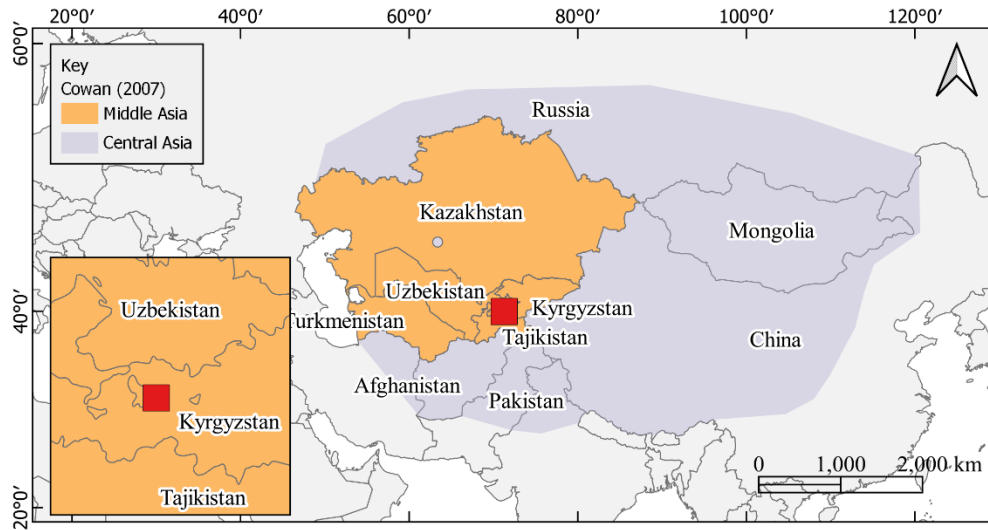 20°0′ 40°0′ 60°0′ 80°0′ 100°0′ 120°0′
60°0′
40°0′
20°0′
Key
Cowan (2007)
Middle Asia
Central Asia
Russia
Kazakhstan
Mongolia
Uzbekistan
Kyrgyzstan
Turkmenistan
Tajikistan
China
Afghanistan
Pakistan
Uzbekistan
Kyrgyzstan
Tajikistan
0 1,000 2,000 km